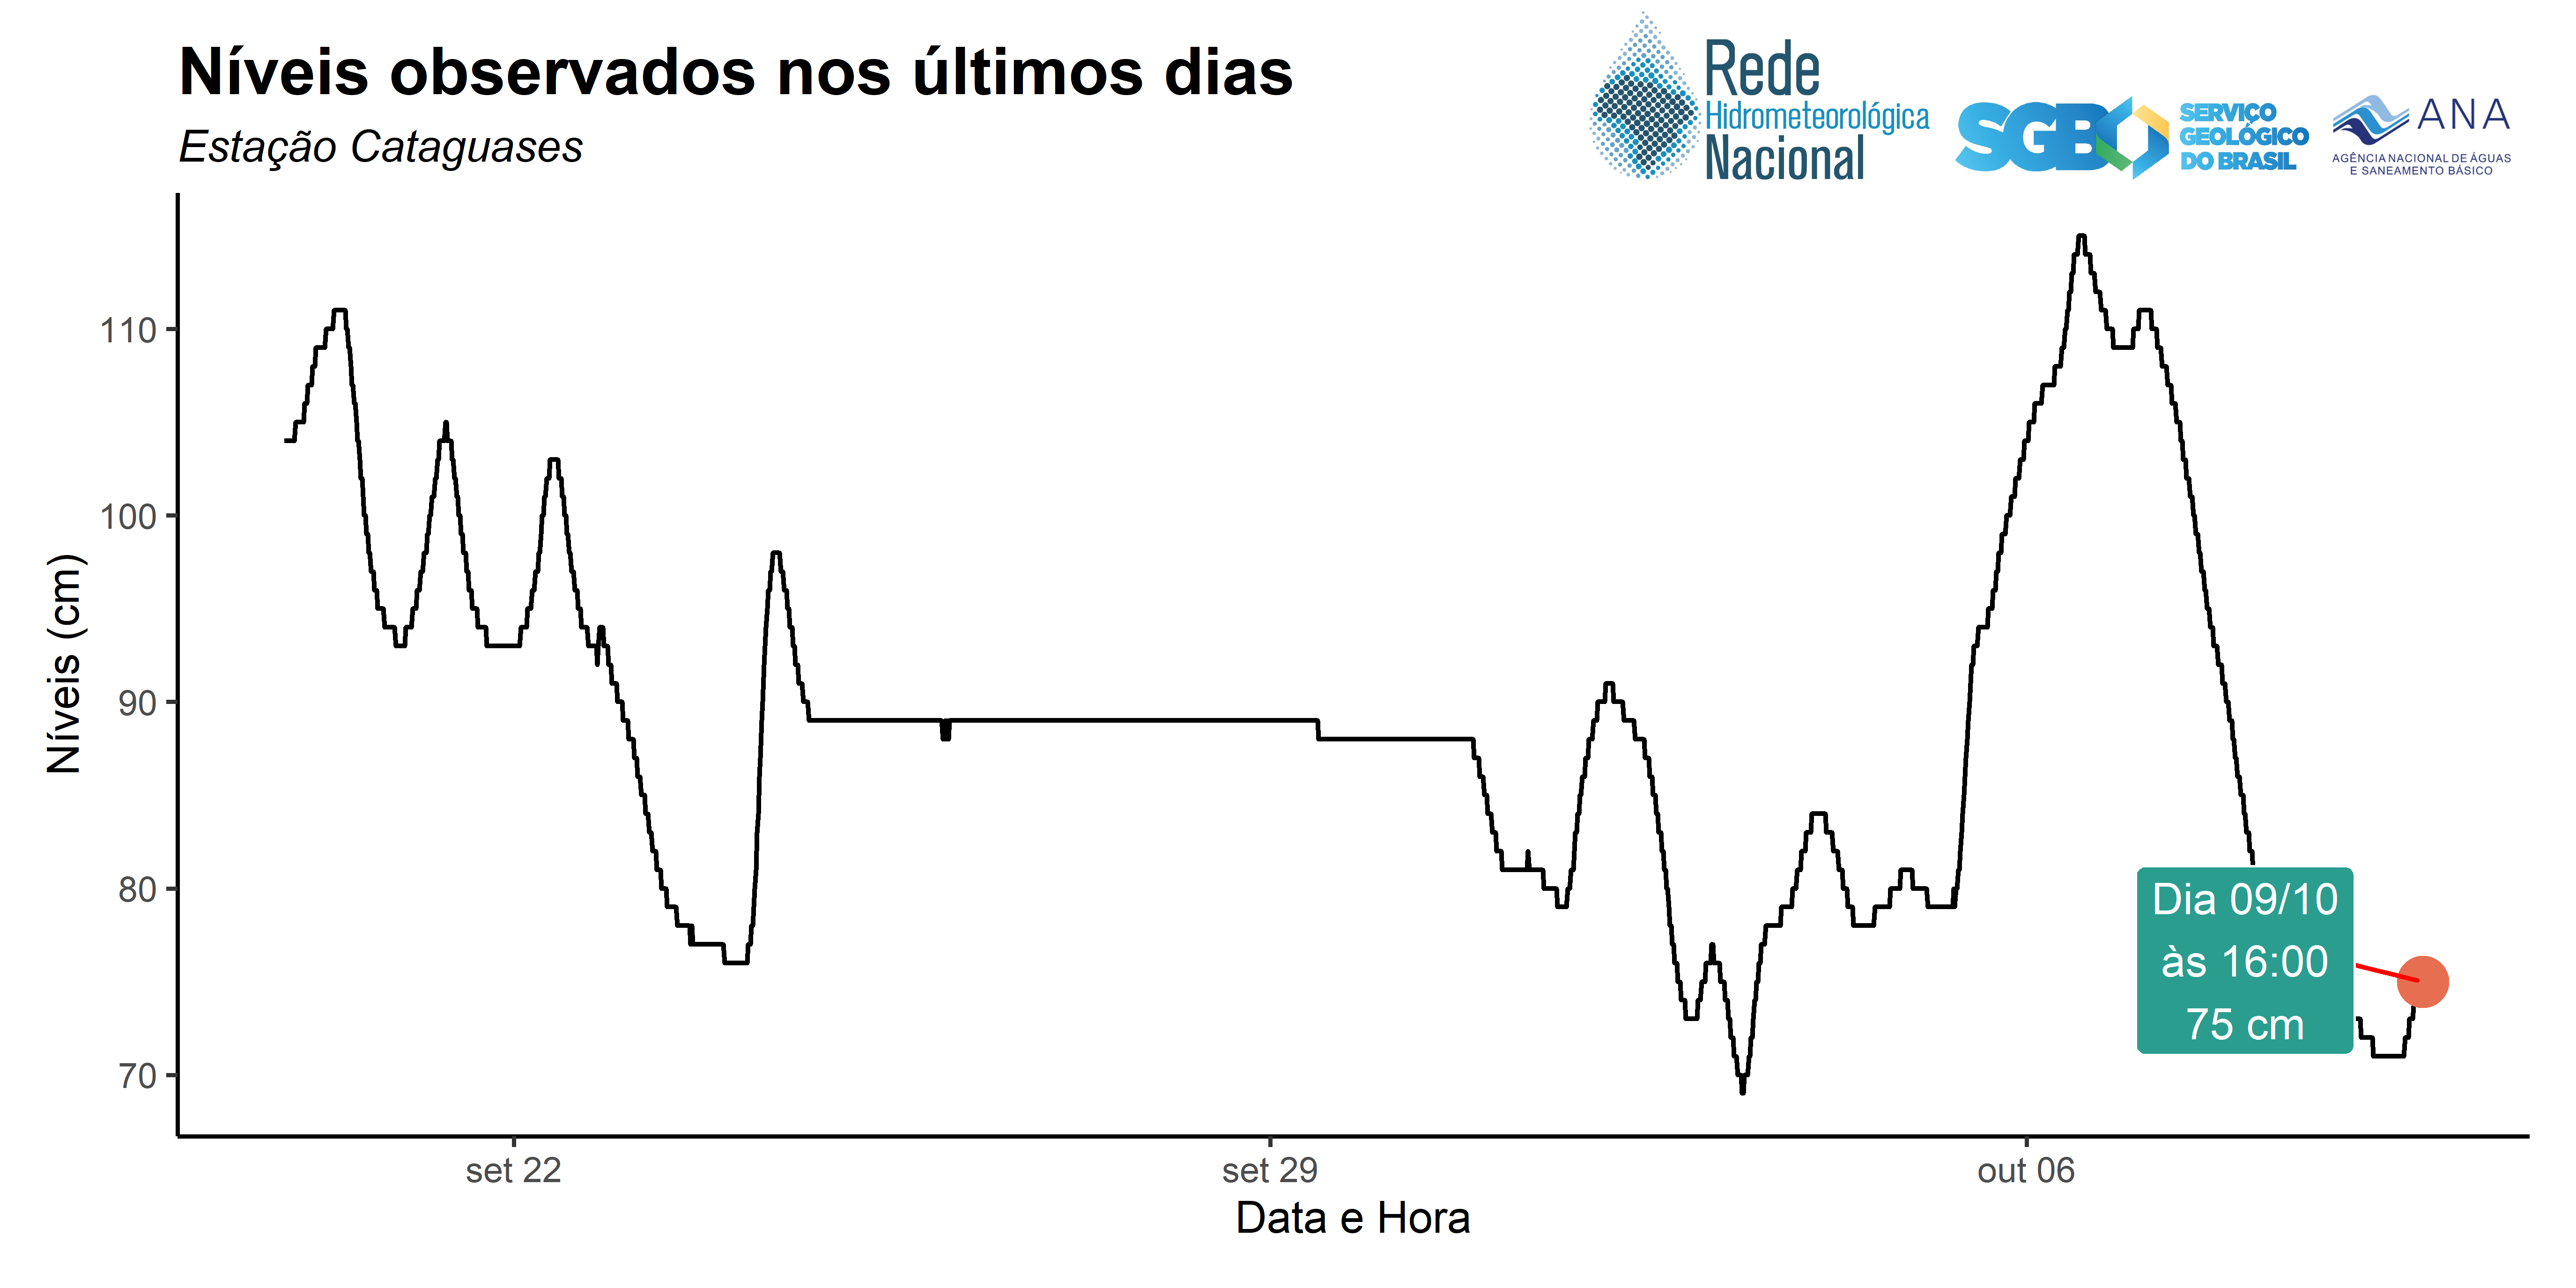 Níveis observados nos últimos dias
Estação Cataguases
Rede
Hidrometeorológica
Nacional
SGB
SERVIÇO
GEOLÓGICO
DO BRASIL
ANA
AGÊNCIA NACIONAL DE ÁGUAS
E SANEAMENTO BÁSICO
Níveis (cm)
110
100
90
80
70
Dia 09/10
às 16:00
75 cm
set 22
set 29
out 06
Data e Hora